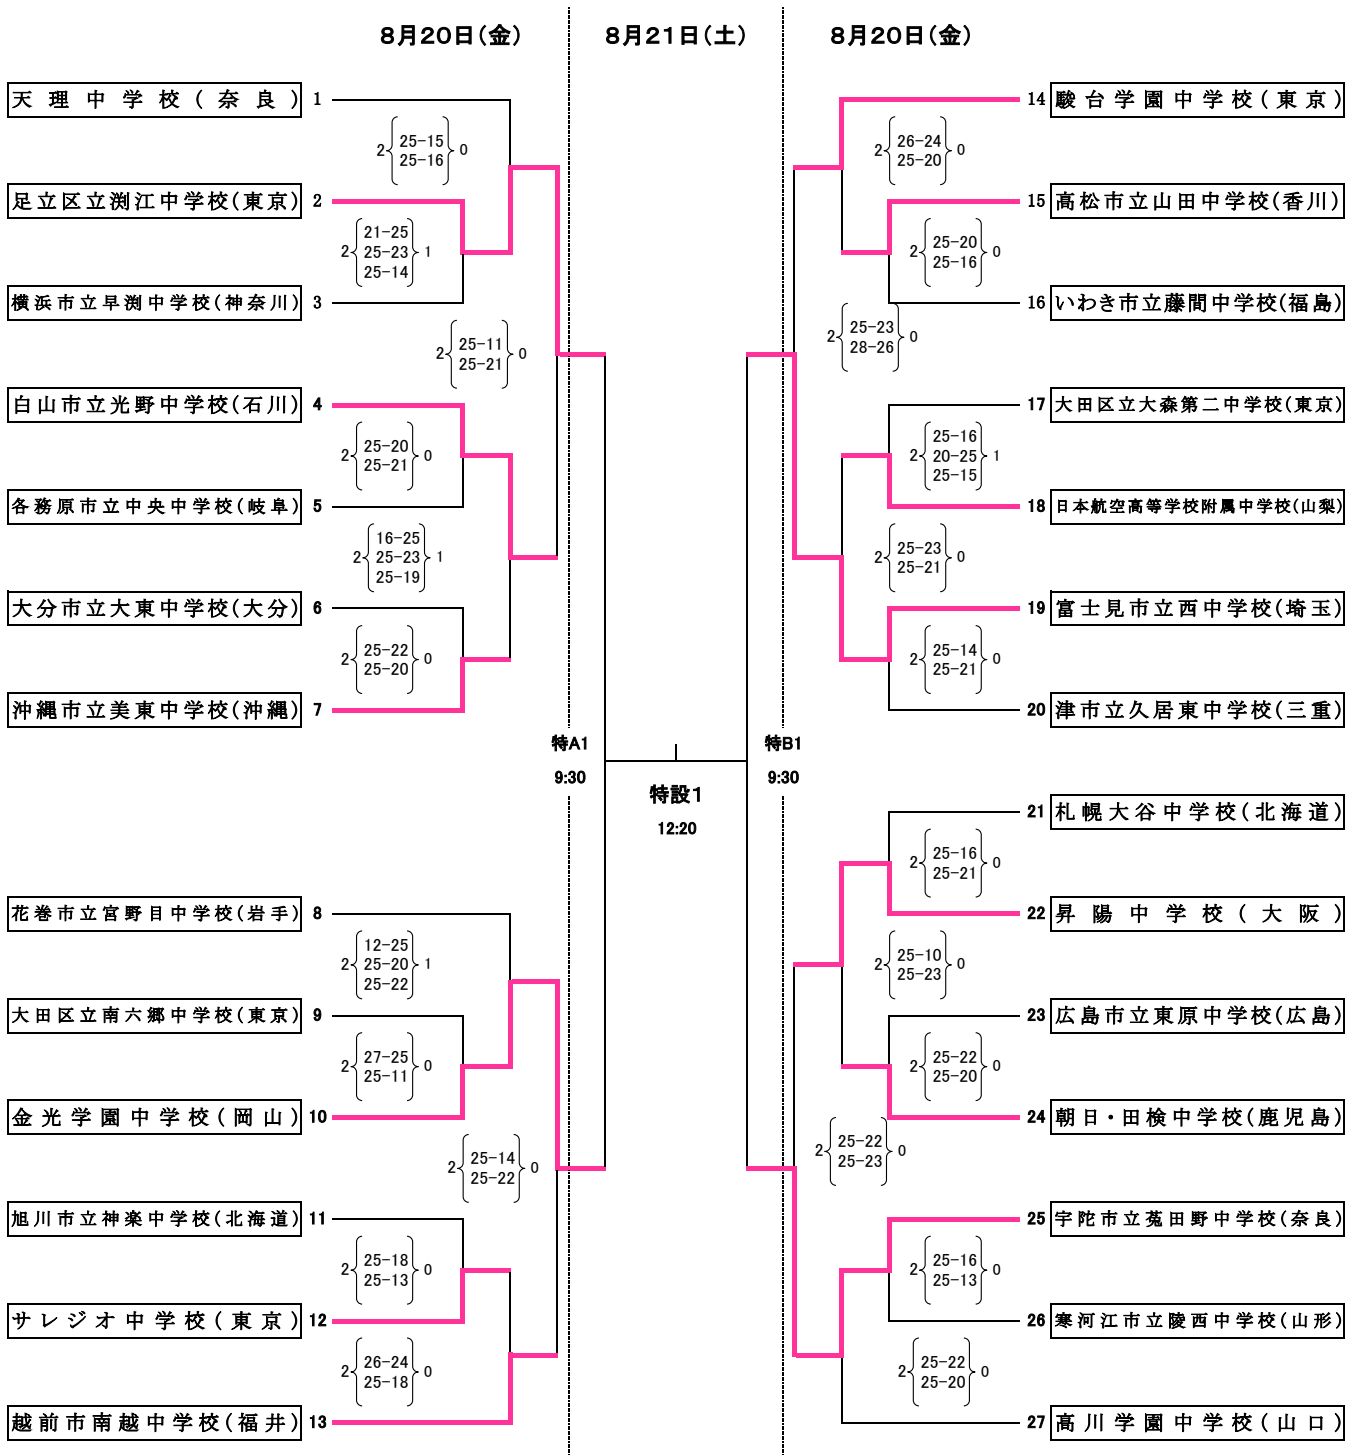 8月20日(金)
8月21日(土)
8月20日(金)
天理中学校(奈良) 1
2 25-15 0
25-16
足立区立渕江中学校(東京) 2
21-25
2 25-23 1
25-14
横浜市立早渕中学校(神奈川) 3
2 25-11 0
25-21
白山市立光野中学校(石川) 4
2 25-20 0
25-21
各務原市立中央中学校(岐阜) 5
16-25
2 25-23 1
25-19
大分市立大東中学校(大分) 6
2 25-22 0
25-20
沖縄市立美東中学校(沖縄) 7
特A1
9:30
特設1
12:20
特B1
9:30
花巻市立宮野目中学校(岩手) 8
12-25
2 25-20 1
25-22
大田区立南六郷中学校(東京) 9
2 27-25 0
25-11
金光学園中学校(岡山) 10
2 25-14 0
25-22
旭川市立神楽中学校(北海道) 11
2 25-18 0
25-13
サレジオ中学校(東京) 12
2 26-24 0
25-18
越前市南越中学校(福井) 13
14 駿台学園中学校(東京)
2 26-24 0
25-20
15 高松市立山田中学校(香川)
2 25-20 0
25-16
16 いわき市立藤間中学校(福島)
2 25-23 0
28-26
17 大田区立大森第二中学校(東京)
25-16
2 20-25 1
25-15
18 日本航空高等学校附属中学校(山梨)
2 25-23 0
25-21
19 富士見市立西中学校(埼玉)
2 25-14 0
25-21
20 津市立久居東中学校(三重)
21 札幌大谷中学校(北海道)
2 25-16 0
25-21
22 昇陽中学校(大阪)
2 25-10 0
25-23
23 広島市立東原中学校(広島)
2 25-22 0
25-20
24 朝日・田検中学校(鹿児島)
2 25-22 0
25-23
25 宇陀市立菟田野中学校(奈良)
2 25-16 0
25-13
26 寒河江市立陵西中学校(山形)
2 25-22 0
25-20
27 高川学園中学校(山口)